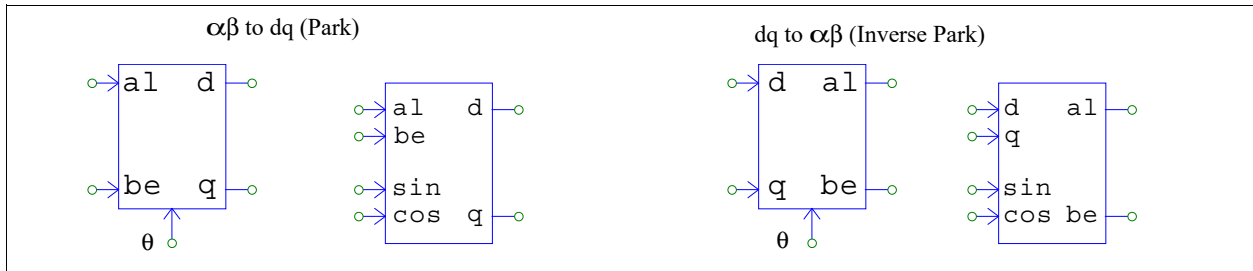 αβ to dq (Park)
dq to αβ (Inverse Park)
al d
be q
θ
al d
be
sin
cos q
d al
q be
θ
d al
q
sin
cos be